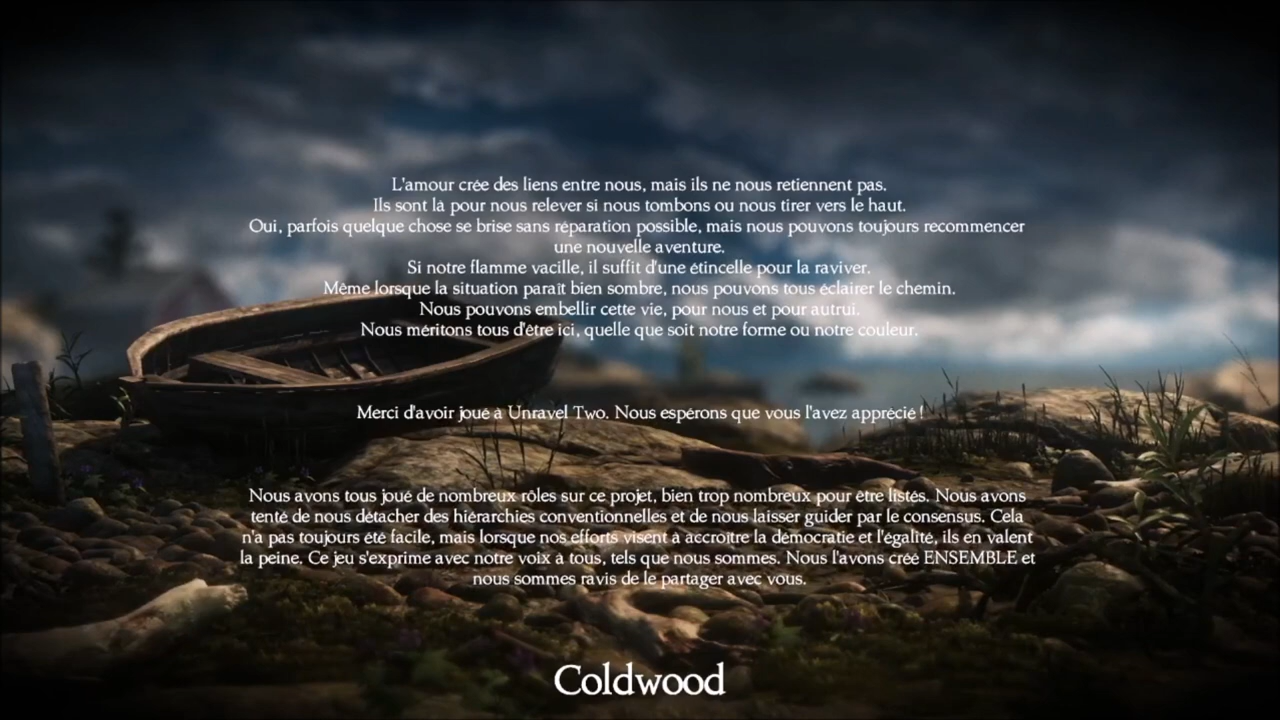 L'amour crée des liens entre nous, mais ils ne nous retiennent pas.
Ils sont là pour nous relever si nous tombons ou nous tirer vers le haut.
Oui, parfois quelque chose se brise sans réparation possible, mais nous pouvons toujours recommencer
une nouvelle aventure.
Si notre flamme vacille, il suffit d'une étincelle pour la raviver.
Même lorsque la situation paraît bien sombre, nous pouvons tous éclairer le chemin.
Nous pouvons embellir cette vie, pour nous et pour autrui.
Nous méritons tous d'être ici, quelle que soit notre forme ou notre couleur.
Merci d'avoir joué à Unravel Two. Nous espérons que vous l'avez apprécié !
Nous avons tous joué de nombreux rôles sur ce projet, bien trop nombreux pour être listés. Nous avons
tenté de nous détacher des hiérarchies conventionnelles et de nous laisser guider par le consensus. Cela
n'a pas toujours été facile, mais lorsque nos efforts visent à accroître la démocratie et l'égalité, ils en valent
la peine. Ce jeu s'exprime avec notre voix à tous, tels que nous sommes. Nous l'avons créé ENSEMBLE et
nous sommes ravis de le partager avec vous.
Coldwood